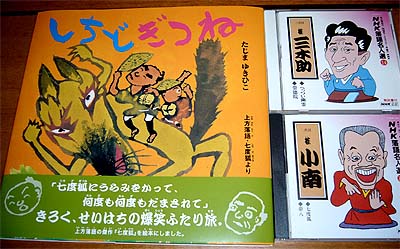 しちどぎつね
たじま ゆきひこ
上方落語・七度狐より
「七度狐にうらみをかって、
何度も何度もだまされて」
きろく、せいはちの爆笑ふたり旅。
上方落語の傑作「七度狐」を絵本にしました。
NHK落語名人選
桂
三木助
NHK落語名人選
桂
小南